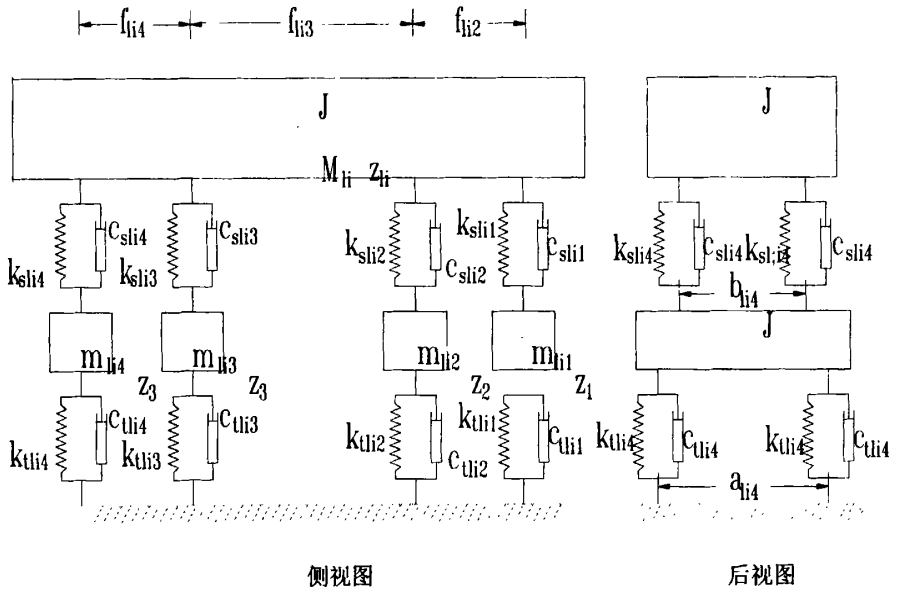 f_li4 f_li3 f_li2
J J
M_li z_li
k_sli4 c_sli4 k_sli3 c_sli3 k_sli2 c_sli2 k_sli1 c_sli1 k_sli4 c_sli4 k_sl;i4 c_sli4
b_li4
m_li4 m_li3 m_li2 m_li1 J
z_3 z_3 z_2 z_1
k_tli4 c_tli4 k_tli3 c_tli3 k_tli2 c_tli2 k_tli1 c_tli1 k_tli4 c_tli4 k_tli4 c_tli4
a_li4
侧视图 后视图